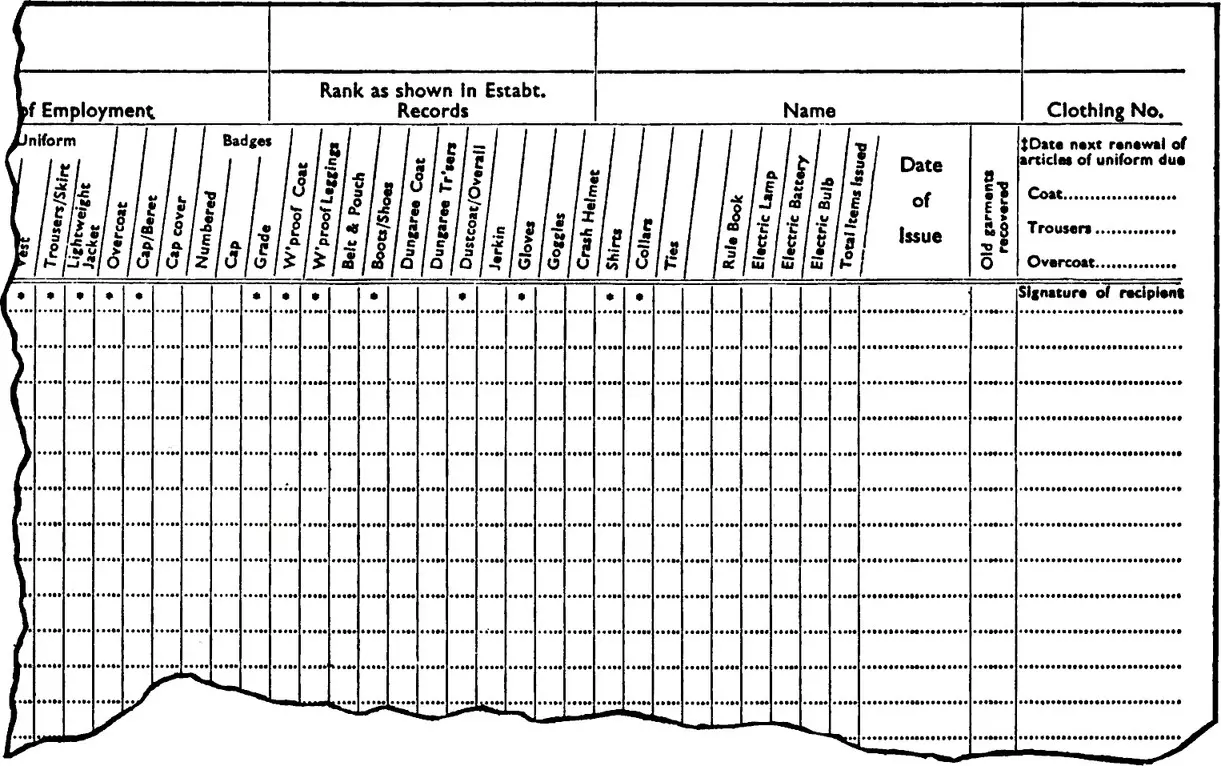 of Employment
Rank as shown in Estabt.
Records
Name
Clothing No.
Uniform
Badges
Vest
Trousers/Skirt
Lightweight
Jacket
Overcoat
Cap/Beret
Cap cover
Numbered
Cap
Grade
W'proof Coat
W'proof Leggings
Belt & Pouch
Boots/Shoes
Dungaree Coat
Dungaree Tr'sers
Dustcoat/Overall
Jerkin
Gloves
Goggles
Crash Helmet
Shirts
Collars
Ties
Rule Book
Electric Lamp
Electric Battery
Electric Bulb
Total Items Issued
Date
of
Issue
Old garments
recovered
‡Date next renewal of
articles of uniform due
Coat....................
Trousers...............
Overcoat...............
* * * * * * * * * * * * *
Signature of recipient